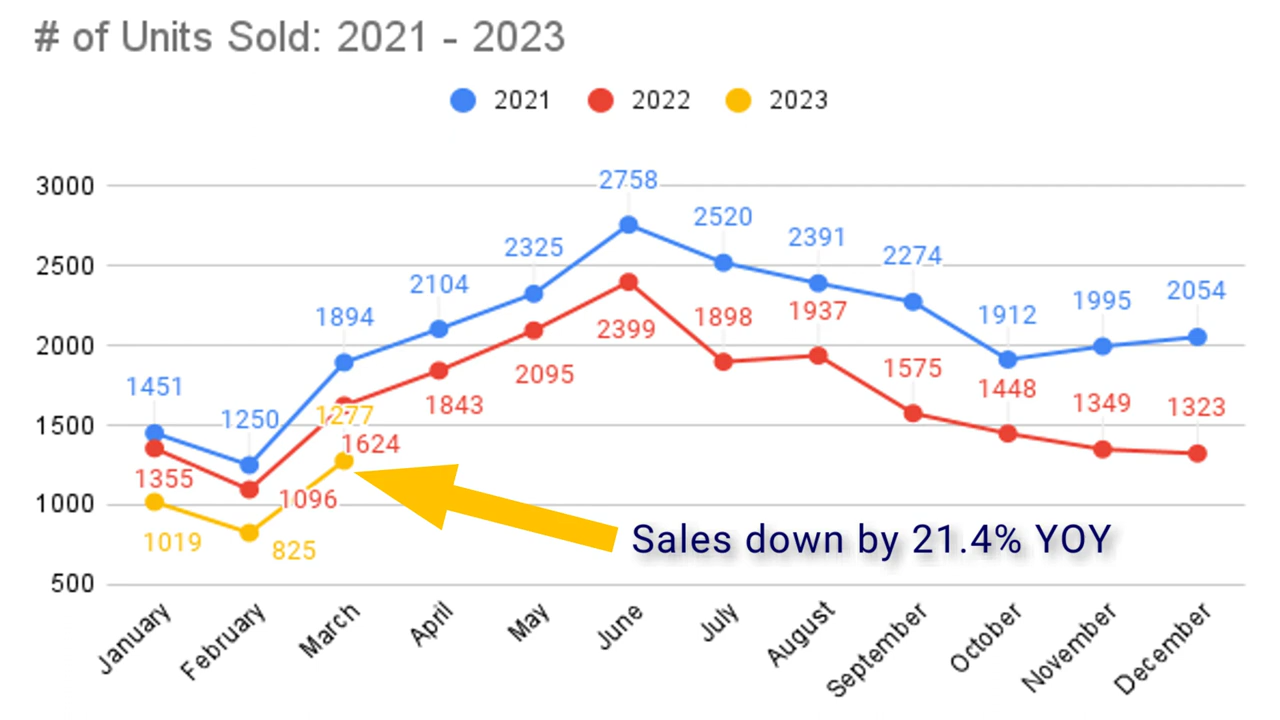 # of Units Sold: 2021 - 2023
2021 2022 2023
3000
2500
2000
1500
1000
500
1451 1250 1894 2104 2325 2758 2520 2391 2274 1912 1995 2054
1355 1096 1624 1843 2095 2399 1898 1937 1575 1448 1349 1323
1019 825 1277
Sales down by 21.4% YOY
January February March April May June July August September October November December